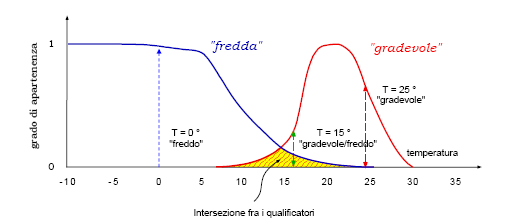 "fredda"
"gradevole"
grado di apartenenza
1
T = 25 °
"gradevole"
T = 0 °
"freddo"
T = 15 °
"gradevole/freddo"
temperatura
0
-10 -5 0 5 10 15 20 25 30 35
Intersezione fra i qualificatori